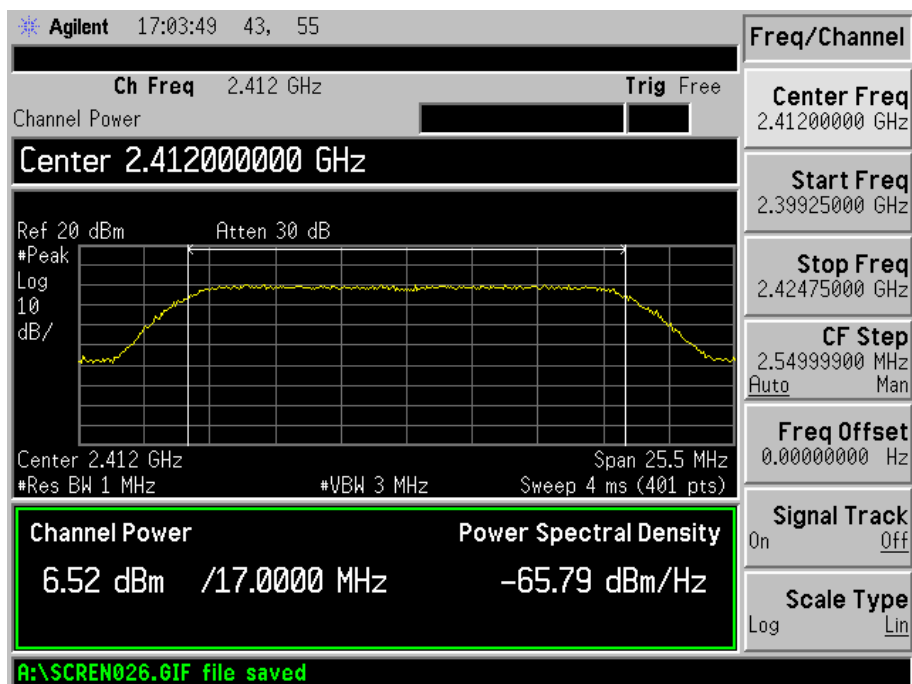 Agilent 17:03:49 43, 55
Ch Freq 2.412 GHz Trig Free
Channel Power
Center 2.412000000 GHz
Ref 20 dBm Atten 30 dB
#Peak
Log
10
dB/
Center 2.412 GHz Span 25.5 MHz
#Res BW 1 MHz #VBW 3 MHz Sweep 4 ms (401 pts)
Channel Power Power Spectral Density
6.52 dBm /17.0000 MHz -65.79 dBm/Hz
A:\SCREN026.GIF file saved
Freq/Channel
Center Freq
2.41200000 GHz
Start Freq
2.39925000 GHz
Stop Freq
2.42475000 GHz
CF Step
2.54999900 MHz
Auto Man
Freq Offset
0.00000000 Hz
Signal Track
On Off
Scale Type
Log Lin